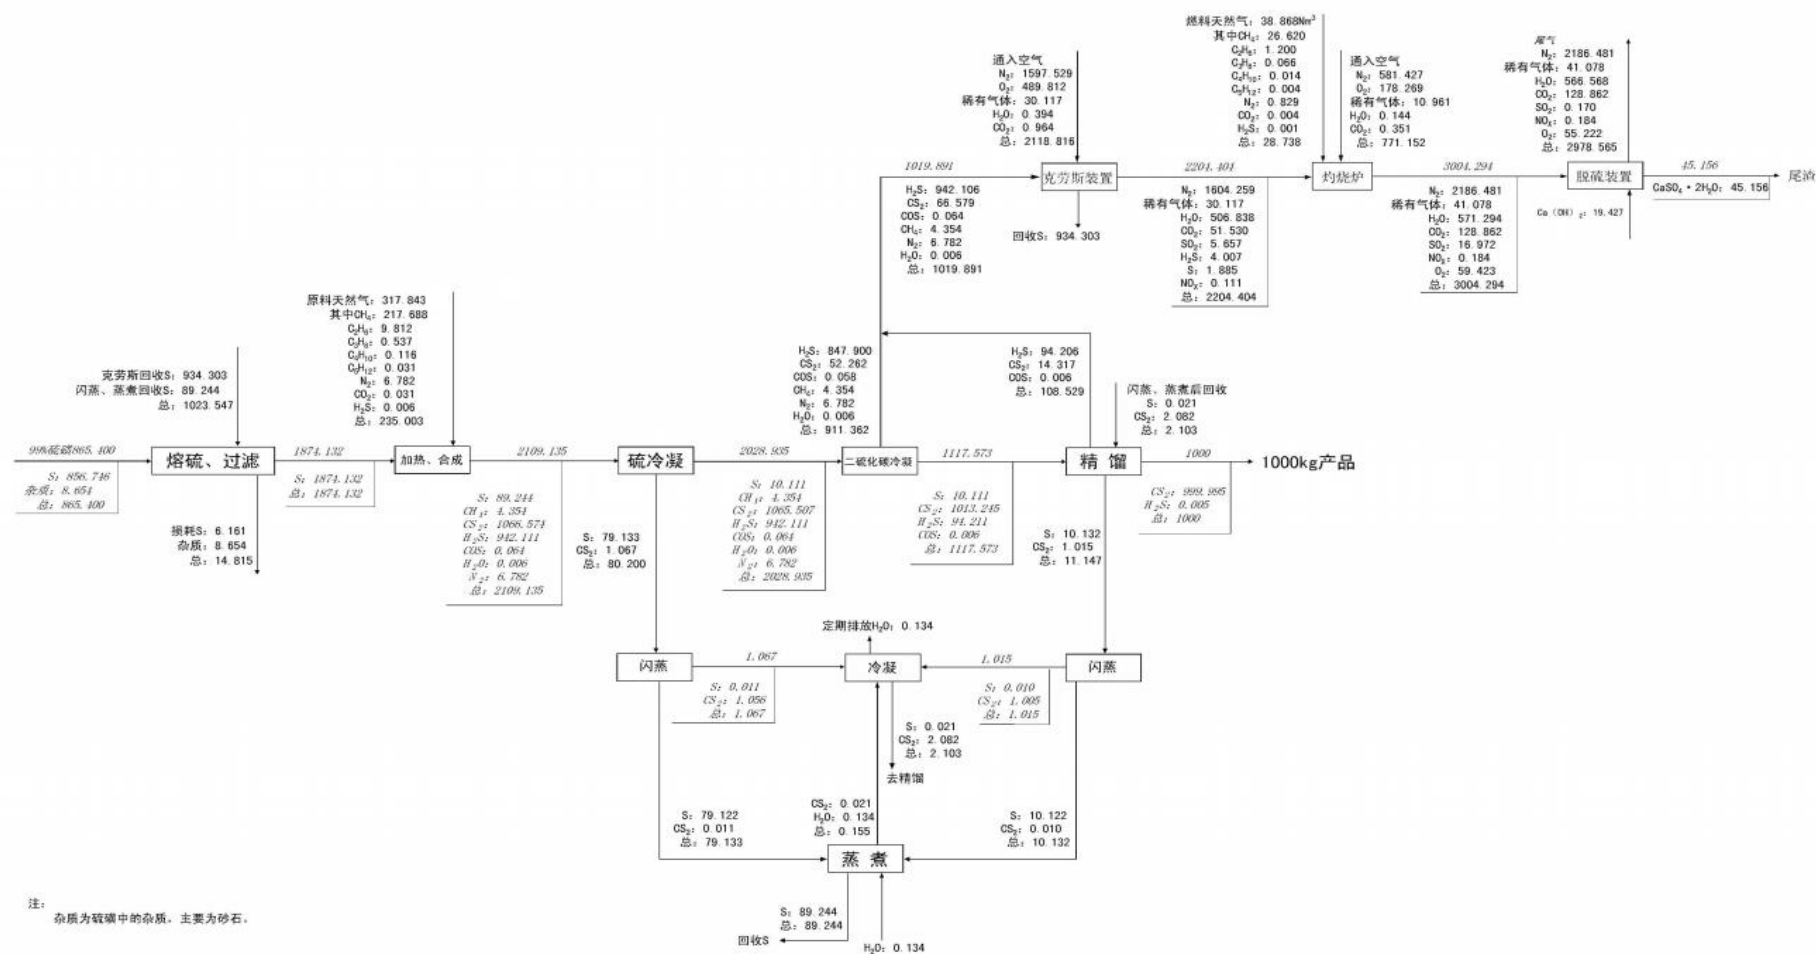 燃料天然气：38.868Nm³
其中CH₄：26.620
C₂H₆：1.200
C₃H₈：0.066
C₄H₁₀：0.014
C₅H₁₂：0.004
N₂：0.829
CO₂：0.004
H₂S：0.001
总：28.738
通入空气
N₂：1597.529
O₂：489.812
稀有气体：30.117
H₂O：0.394
CO₂：0.964
总：2118.816
通入空气
N₂：581.427
O₂：178.269
稀有气体：10.961
H₂O：0.144
CO₂：0.351
总：771.152
尾气
N₂：2186.481
稀有气体：41.078
H₂O：566.568
CO₂：128.862
SO₂：0.170
NOₓ：0.184
O₂：55.222
总：2978.565
1019.891
克劳斯装置
2204.404
灼烧炉
3004.294
脱硫装置
45.156
尾渣
CaSO₄·2H₂O：45.156
Ca（OH）₂：19.427
H₂S：942.106
CS₂：66.579
COS：0.064
CH₄：4.354
N₂：6.782
H₂O：0.006
总：1019.891
回收S：934.303
N₂：1604.259
稀有气体：30.117
H₂O：506.838
CO₂：51.530
SO₂：5.657
H₂S：4.007
S：1.885
NOₓ：0.111
总：2204.404
N₂：2186.481
稀有气体：41.078
H₂O：571.294
CO₂：128.862
SO₂：16.972
NOₓ：0.184
O₂：59.423
总：3004.294
原料天然气：317.843
其中CH₄：217.688
C₂H₆：9.812
C₃H₈：0.537
C₄H₁₀：0.116
C₅H₁₂：0.031
N₂：6.782
CO₂：0.031
H₂S：0.006
总：235.003
克劳斯回收S：934.303
闪蒸、蒸煮回收S：89.244
总：1023.547
H₂S：847.900
CS₂：52.262
COS：0.058
CH₄：4.354
N₂：6.782
H₂O：0.006
总：911.362
H₂S：94.206
CS₂：14.317
COS：0.006
总：108.529
闪蒸、蒸煮后回收
S：0.021
CS₂：2.082
总：2.103
99%硫磺865.400
熔硫、过滤
1874.132
加热、合成
2109.135
硫冷凝
2028.935
二硫化碳冷凝
1117.573
精馏
1000
1000kg产品
S：856.746
杂质：8.654
总：865.400
S：1874.132
总：1874.132
损耗S：6.161
杂质：8.654
总：14.815
S：89.244
CH₄：4.354
CS₂：1066.574
H₂S：942.111
COS：0.064
H₂O：0.006
N₂：6.782
总：2109.135
S：79.133
CS₂：1.067
总：80.200
S：10.111
CH₄：4.354
CS₂：1065.507
H₂S：942.111
COS：0.064
H₂O：0.006
N₂：6.782
总：2028.935
S：10.111
CS₂：1013.245
H₂S：94.211
COS：0.006
总：1117.573
S：10.132
CS₂：1.015
总：11.147
CS₂：999.995
H₂S：0.005
总：1000
定期排放H₂O：0.134
闪蒸
1.067
冷凝
1.015
闪蒸
S：0.011
CS₂：1.056
总：1.067
S：0.010
CS₂：1.005
总：1.015
S：0.021
CS₂：2.082
总：2.103
去精馏
S：79.122
CS₂：0.011
总：79.133
CS₂：0.021
H₂O：0.134
总：0.155
S：10.122
CS₂：0.010
总：10.132
蒸煮
S：89.244
总：89.244
回收S
H₂O：0.134
注：
杂质为硫磺中的杂质，主要为砂石。